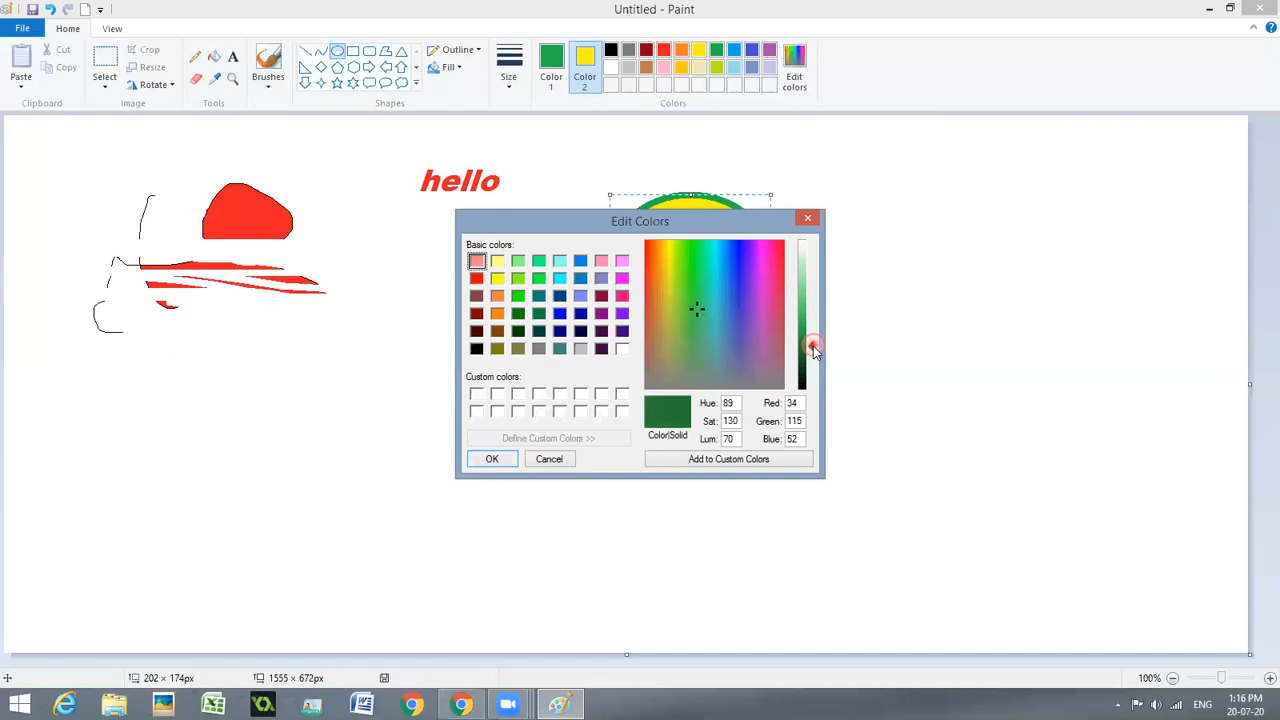 Untitled - Paint
File Home View
Paste
Cut
Copy
Clipboard
Select
Crop
Resize
Rotate
Image
A
Tools
Brushes
Outline
Fill
Shapes
Size
Color 1
Color 2
Edit colors
Colors
hello
Edit Colors
Basic colors:
Custom colors:
Define Custom Colors >>
OK Cancel
Color|Solid
Hue: 89 Red: 34
Sat: 130 Green: 115
Lum: 70 Blue: 52
Add to Custom Colors
202 × 174px 1555 × 672px 100%
ENG 1:16 PM
20-07-20